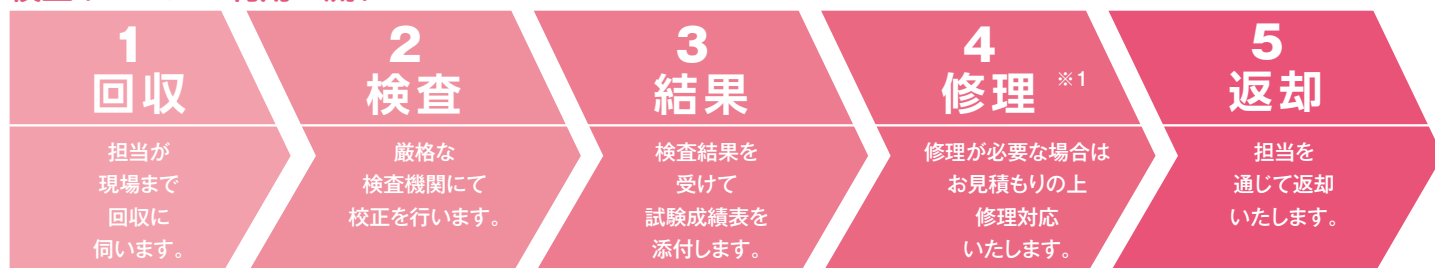 1
回収
担当が
現場まで
回収に
伺います。
2
検査
厳格な
検査機関にて
校正を行います。
3
結果
検査結果を
受けて
試験成績表を
添付します。
4
修理 ※1
修理が必要な場合は
お見積もりの上
修理対応
いたします。
5
返却
担当を
通じて返却
いたします。